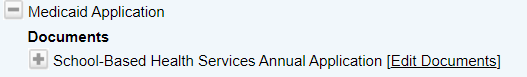 Medicaid Application
Documents
School-Based Health Services Annual Application [Edit Documents]